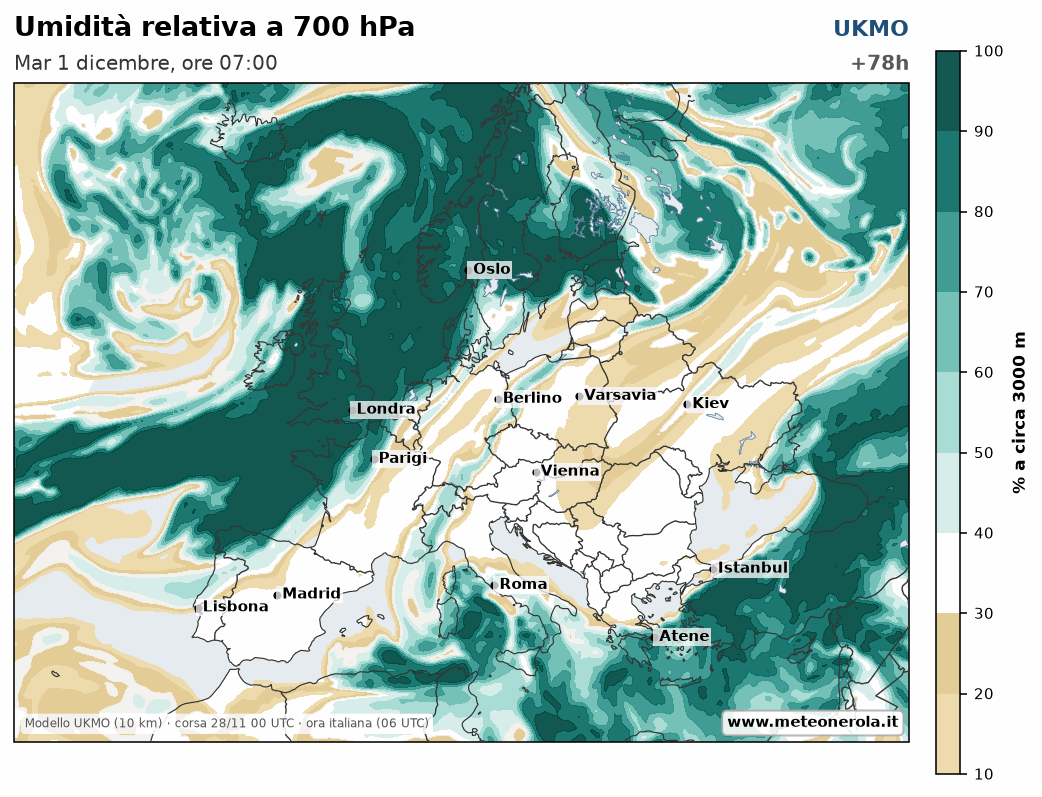 Umidità relativa a 700 hPa
UKMO
Mar 1 dicembre, ore 07:00
+78h
100
90
80
70
60
50
40
30
20
10
% a circa 3000 m
Oslo
Londra
Berlino
Varsavia
Kiev
Parigi
Vienna
Istanbul
Roma
Madrid
Lisbona
Atene
Modello UKMO (10 km) · corsa 28/11 00 UTC · ora italiana (06 UTC)
www.meteonerola.it